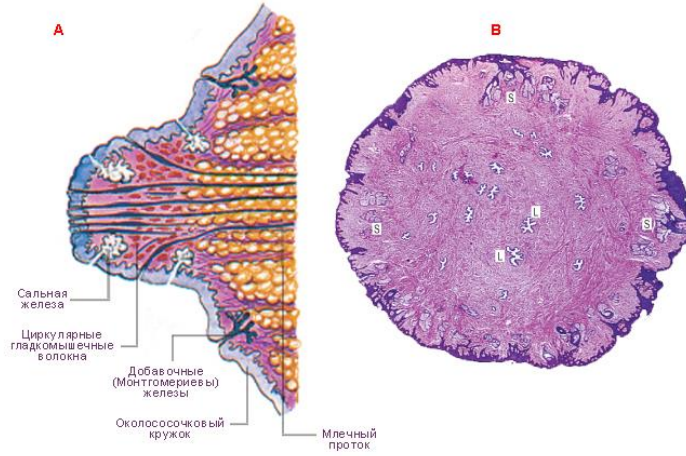 A
B
S
L
S
S
L
Сальная
железа
Циркулярные
гладкомышечные
волокна
Добавочные
(Монтгомериевы)
железы
Околососочковый
кружок
Млечный
проток